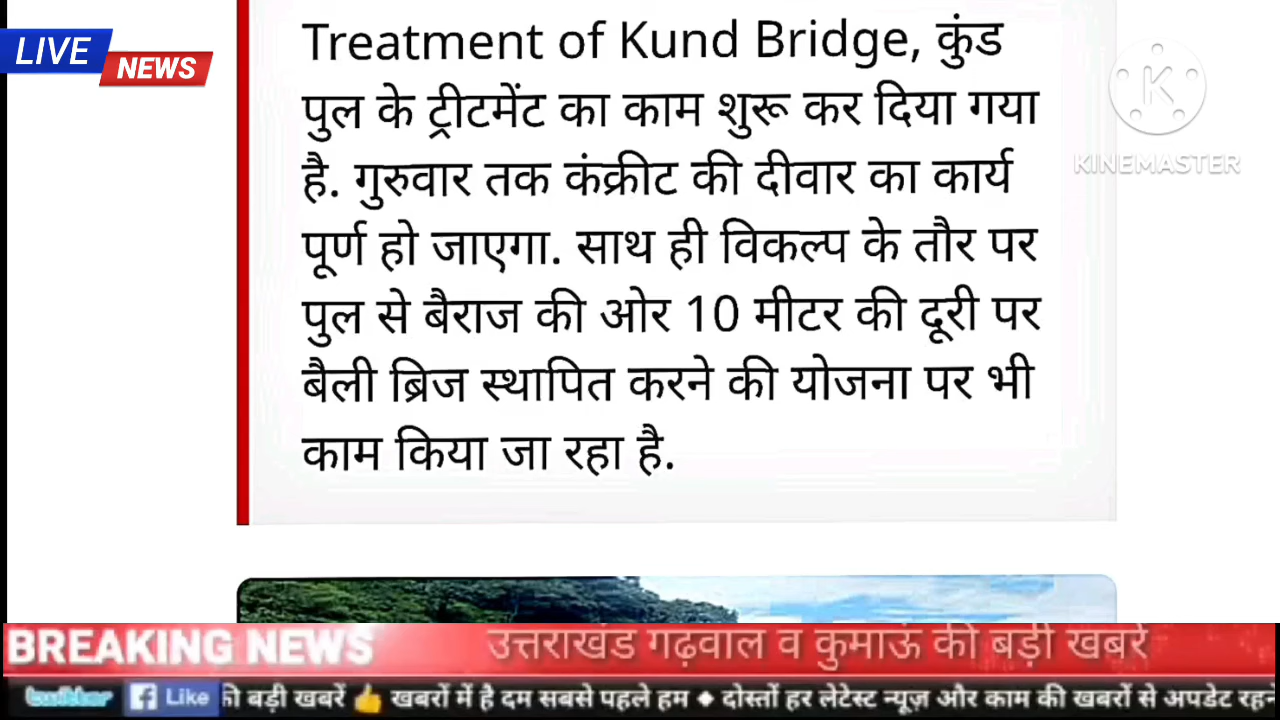 LIVE
NEWS
Treatment of Kund Bridge, कुंड
पुल के ट्रीटमेंट का काम शुरू कर दिया गया
है. गुरुवार तक कंक्रीट की दीवार का कार्य
पूर्ण हो जाएगा. साथ ही विकल्प के तौर पर
पुल से बैराज की ओर 10 मीटर की दूरी पर
बैली ब्रिज स्थापित करने की योजना पर भी
काम किया जा रहा है.
K
KINEMASTER
BREAKING NEWS उत्तराखंड गढ़वाल व कुमाऊं की बड़ी खबरें
twitter f Like की बड़ी खबरें 👍 खबरों में है दम सबसे पहले हम ◆ दोस्तों हर लेटेस्ट न्यूज़ और काम की खबरों से अपडेट रहने